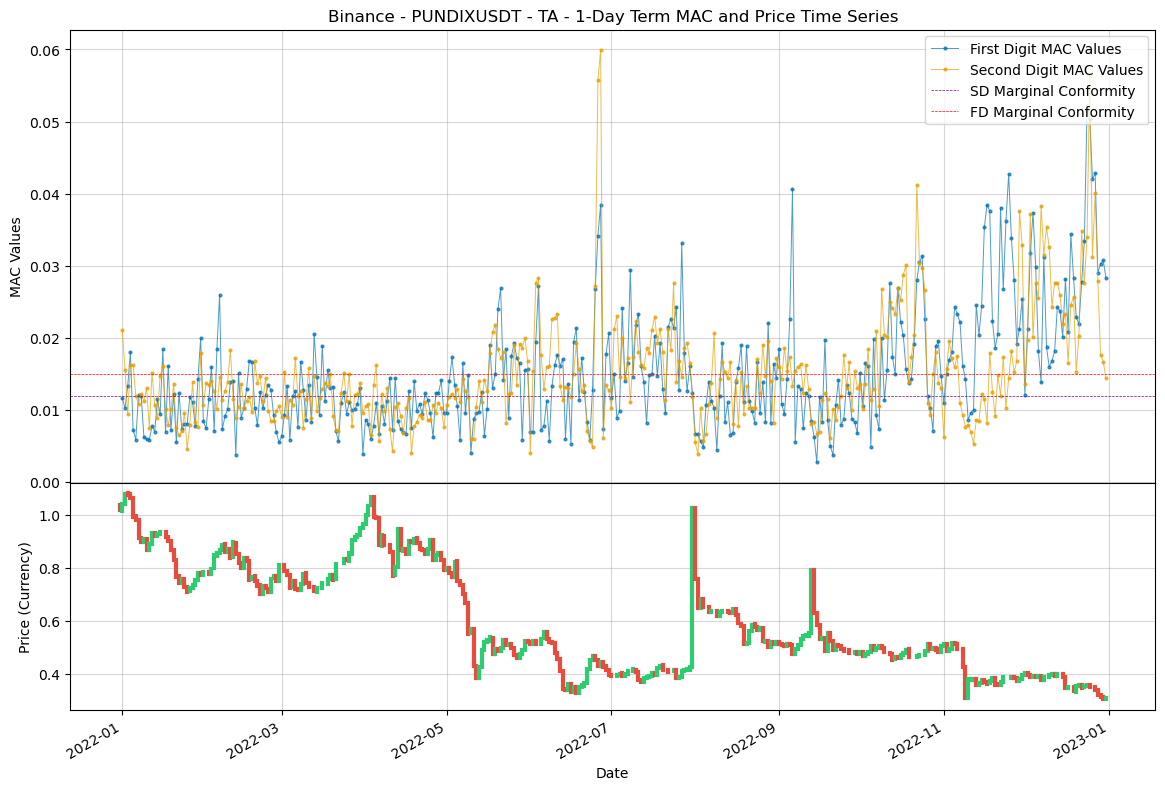 Binance - PUNDIXUSDT - TA - 1-Day Term MAC and Price Time Series
First Digit MAC Values
Second Digit MAC Values
SD Marginal Conformity
FD Marginal Conformity
MAC Values
0.06
0.05
0.04
0.03
0.02
0.01
0.00
Price (Currency)
1.0
0.8
0.6
0.4
2022-01
2022-03
2022-05
2022-07
2022-09
2022-11
2023-01
Date